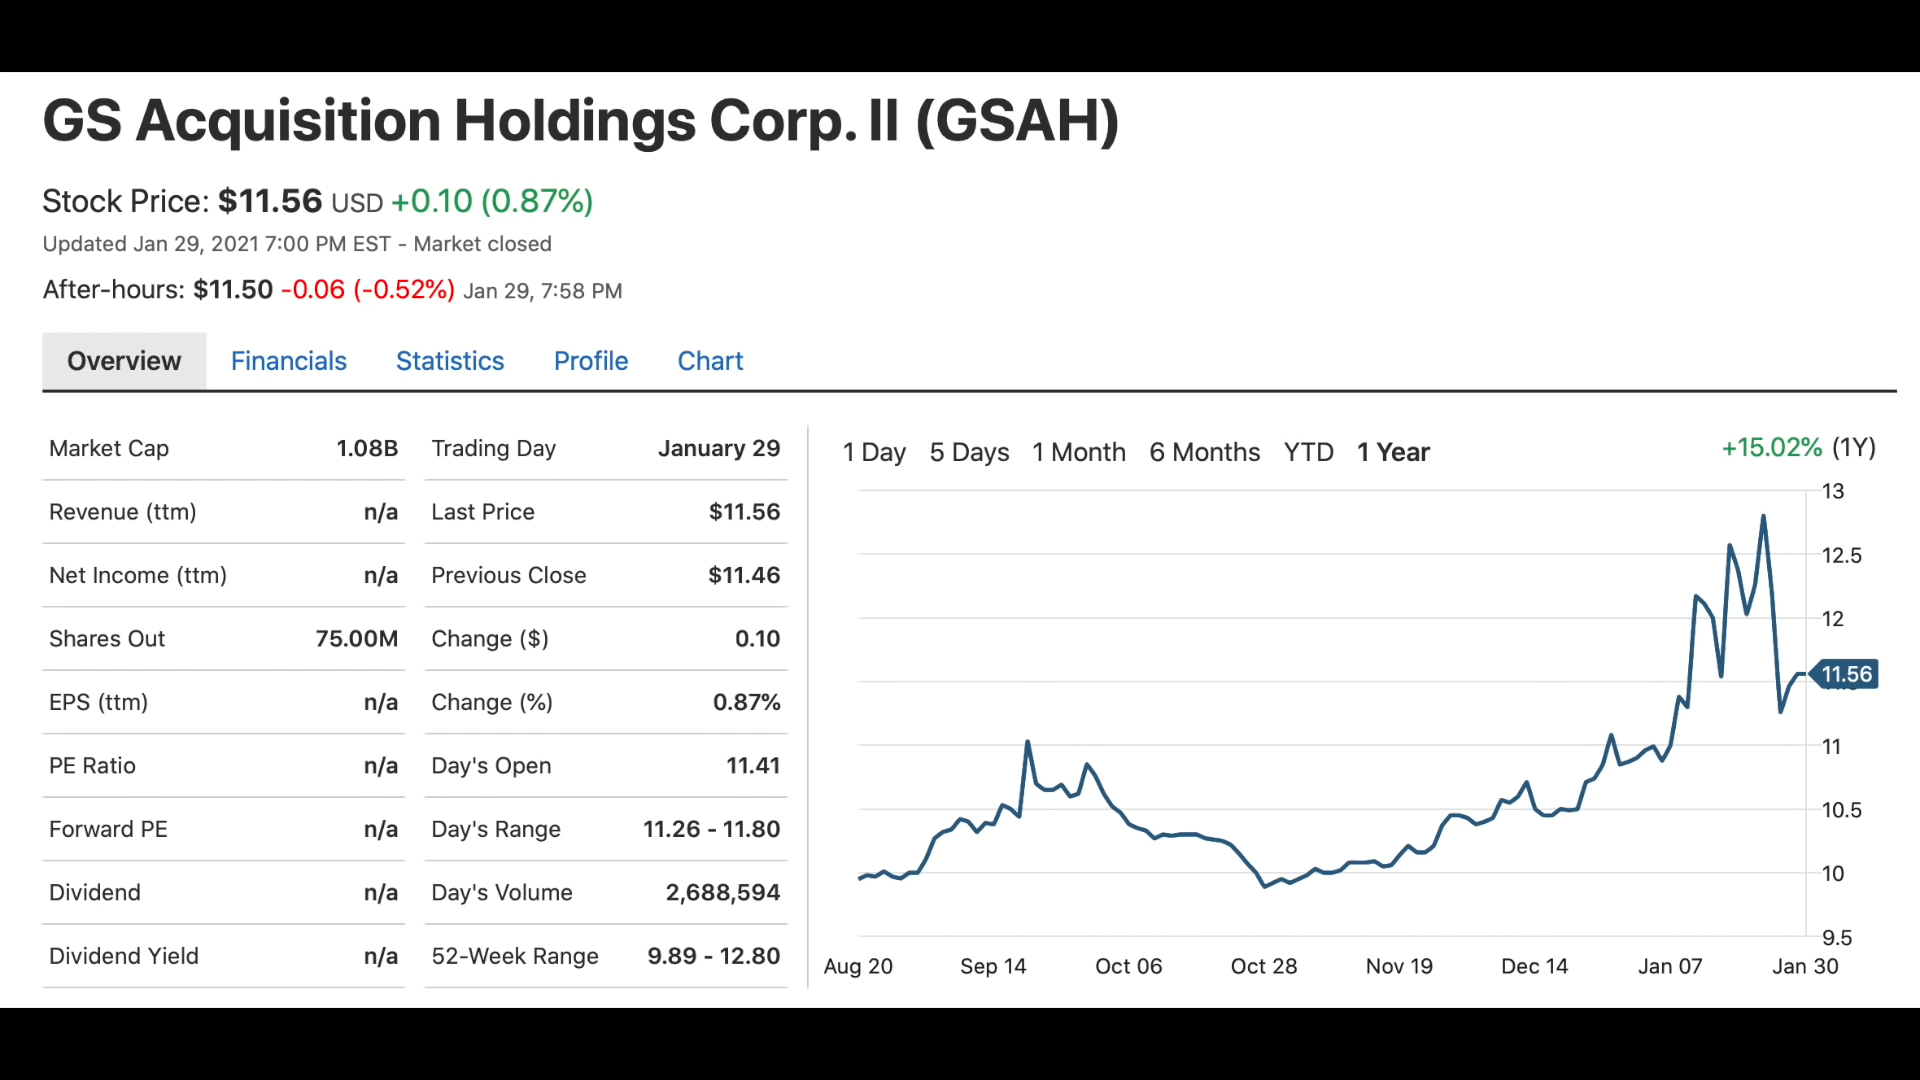 GS Acquisition Holdings Corp. II (GSAH)
Stock Price: $11.56 USD +0.10 (0.87%)
Updated Jan 29, 2021 7:00 PM EST - Market closed
After-hours: $11.50 -0.06 (-0.52%) Jan 29, 7:58 PM
Overview Financials Statistics Profile Chart
Market Cap 1.08B
Revenue (ttm) n/a
Net Income (ttm) n/a
Shares Out 75.00M
EPS (ttm) n/a
PE Ratio n/a
Forward PE n/a
Dividend n/a
Dividend Yield n/a
Trading Day January 29
Last Price $11.56
Previous Close $11.46
Change ($) 0.10
Change (%) 0.87%
Day's Open 11.41
Day's Range 11.26 - 11.80
Day's Volume 2,688,594
52-Week Range 9.89 - 12.80
1 Day 5 Days 1 Month 6 Months YTD 1 Year +15.02% (1Y)
13
12.5
12
11.56
11
10.5
10
9.5
Aug 20 Sep 14 Oct 06 Oct 28 Nov 19 Dec 14 Jan 07 Jan 30